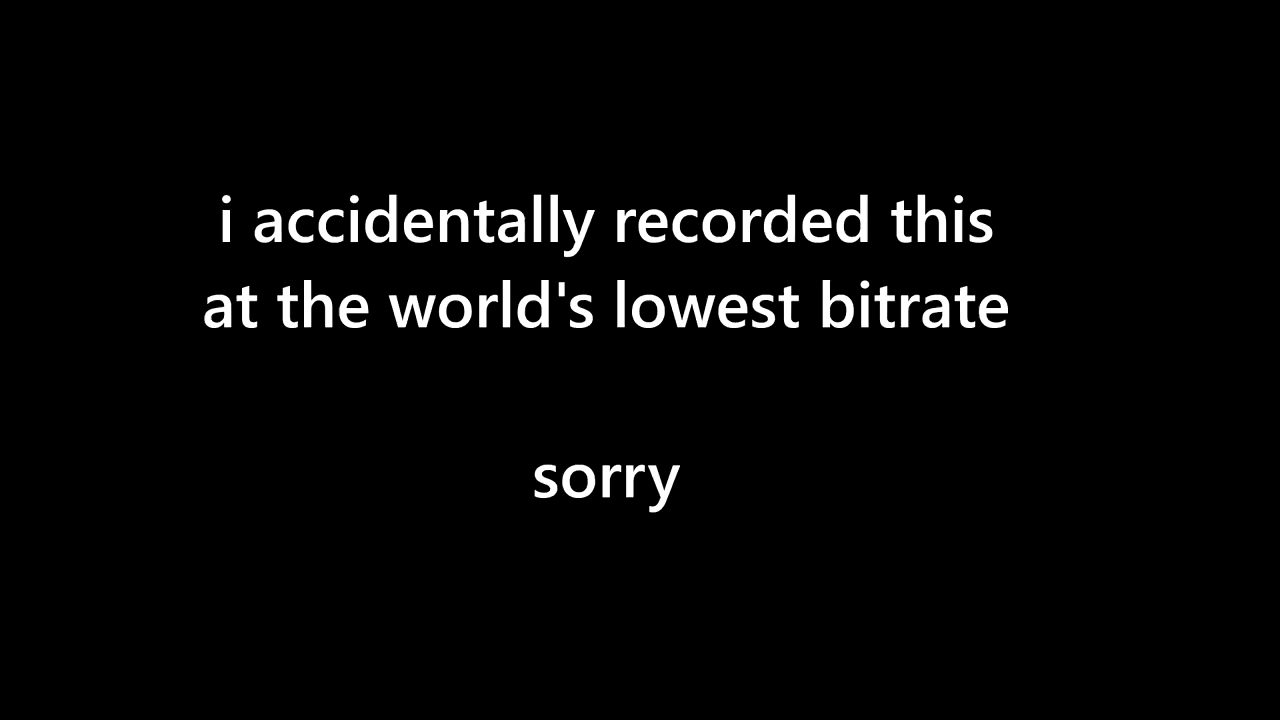 i accidentally recorded this
at the world's lowest bitrate
sorry